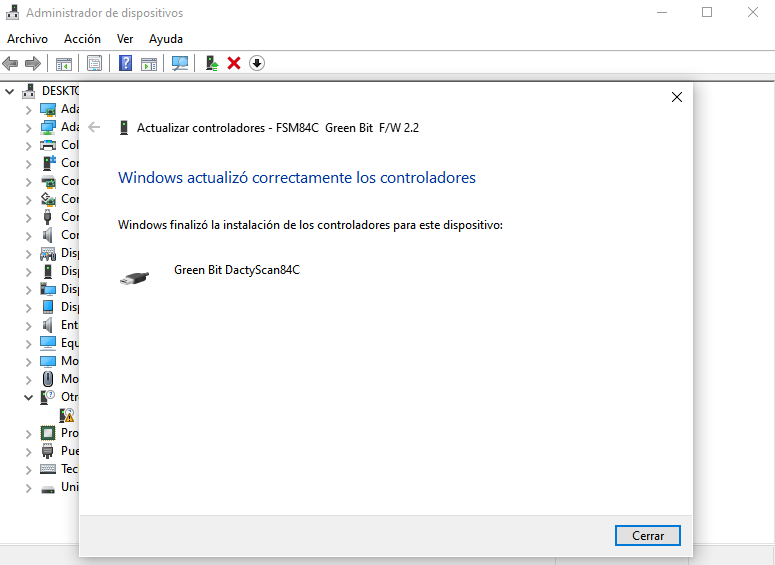 Administrador de dispositivos
Archivo Acción Ver Ayuda
DESKTO
Ada
Ada
Col
Cor
Cor
Cor
Cor
Cor
Disp
Disp
Disp
Disp
Ent
Equ
Mo
Mo
Otro
Pro
Pue
Tec
Uni
Actualizar controladores - FSM84C Green Bit F/W 2.2
Windows actualizó correctamente los controladores
Windows finalizó la instalación de los controladores para este dispositivo:
Green Bit DactyScan84C
Cerrar